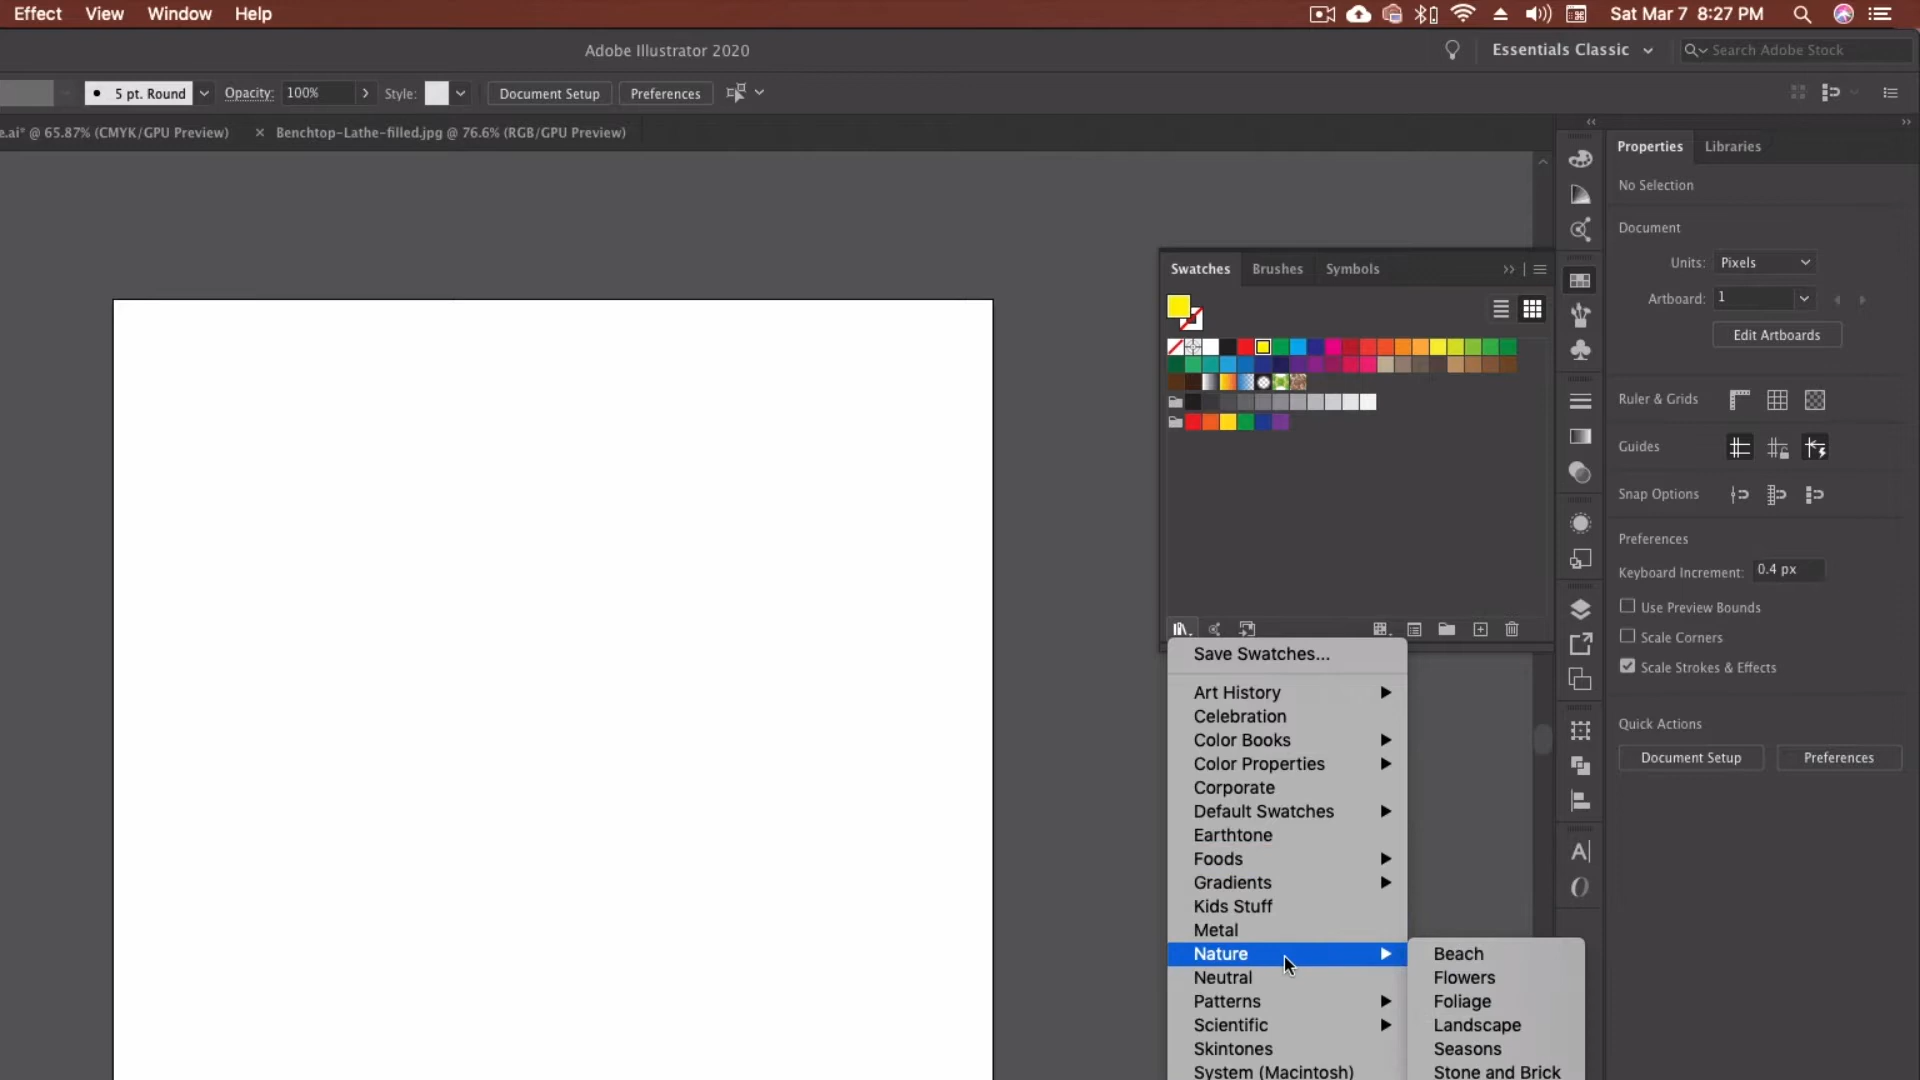 Effect View Window Help Sat Mar 7 8:27 PM
Adobe Illustrator 2020 Essentials Classic Search Adobe Stock
5 pt. Round Opacity: 100% Style: Document Setup Preferences
e.ai* @ 65.87% (CMYK/GPU Preview) × Benchtop-Lathe-filled.jpg @ 76.6% (RGB/GPU Preview)
Properties Libraries
No Selection
Document
Units: Pixels
Artboard: 1
Edit Artboards
Ruler & Grids
Guides
Snap Options
Preferences
Keyboard Increment: 0.4 px
Use Preview Bounds
Scale Corners
Scale Strokes & Effects
Quick Actions
Document Setup Preferences
Swatches Brushes Symbols
Save Swatches...
Art History
Celebration
Color Books
Color Properties
Corporate
Default Swatches
Earthtone
Foods
Gradients
Kids Stuff
Metal
Nature
Neutral
Patterns
Scientific
Skintones
System (Macintosh)
Beach
Flowers
Foliage
Landscape
Seasons
Stone and Brick